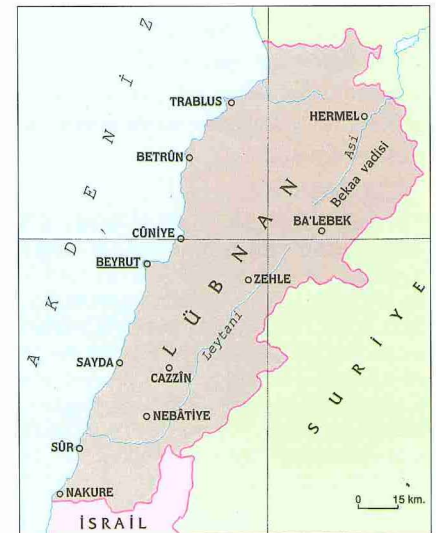 AKDENİZ
TRABLUS
HERMEL
Asi
BETRÛN
Bekaa vadisi
LÜBNAN
BA'LEBEK
CÛNİYE
BEYRUT
ZEHLE
Leytani
SURİYE
SAYDA
CAZZÎN
NEBÂTİYE
SÛR
NAKURE
0 15 km.
İSRAİL